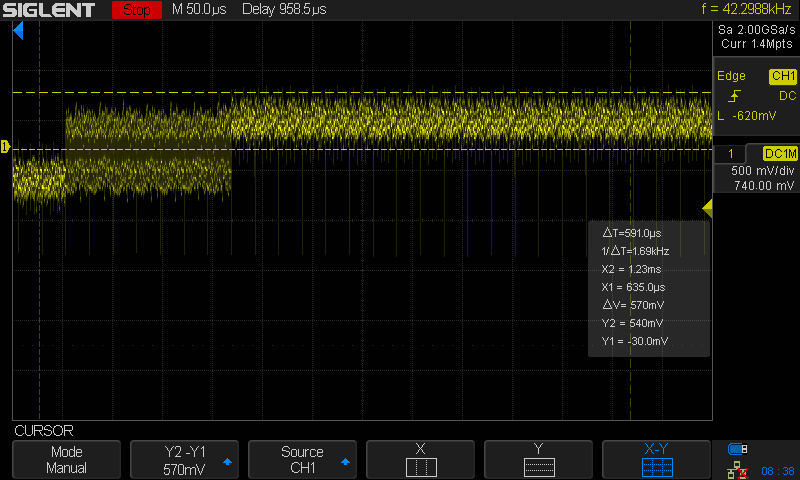 SIGLENT Stop M 50.0µs Delay 958.5µs f = 42.2988kHz
Sa 2.00GSa/s
Curr 1.4Mpts
Edge CH1
DC
L -620mV
1 DC1M
500 mV/div
740.00 mV
1
△T=591.0µs
1/△T=1.69kHz
X2 = 1.23ms
X1 = 635.0µs
△V= 570mV
Y2 = 540mV
Y1 = -30.0mV
CURSOR
Mode
Manual
Y2 -Y1
570mV
Source
CH1
X
Y
X-Y
08 : 38